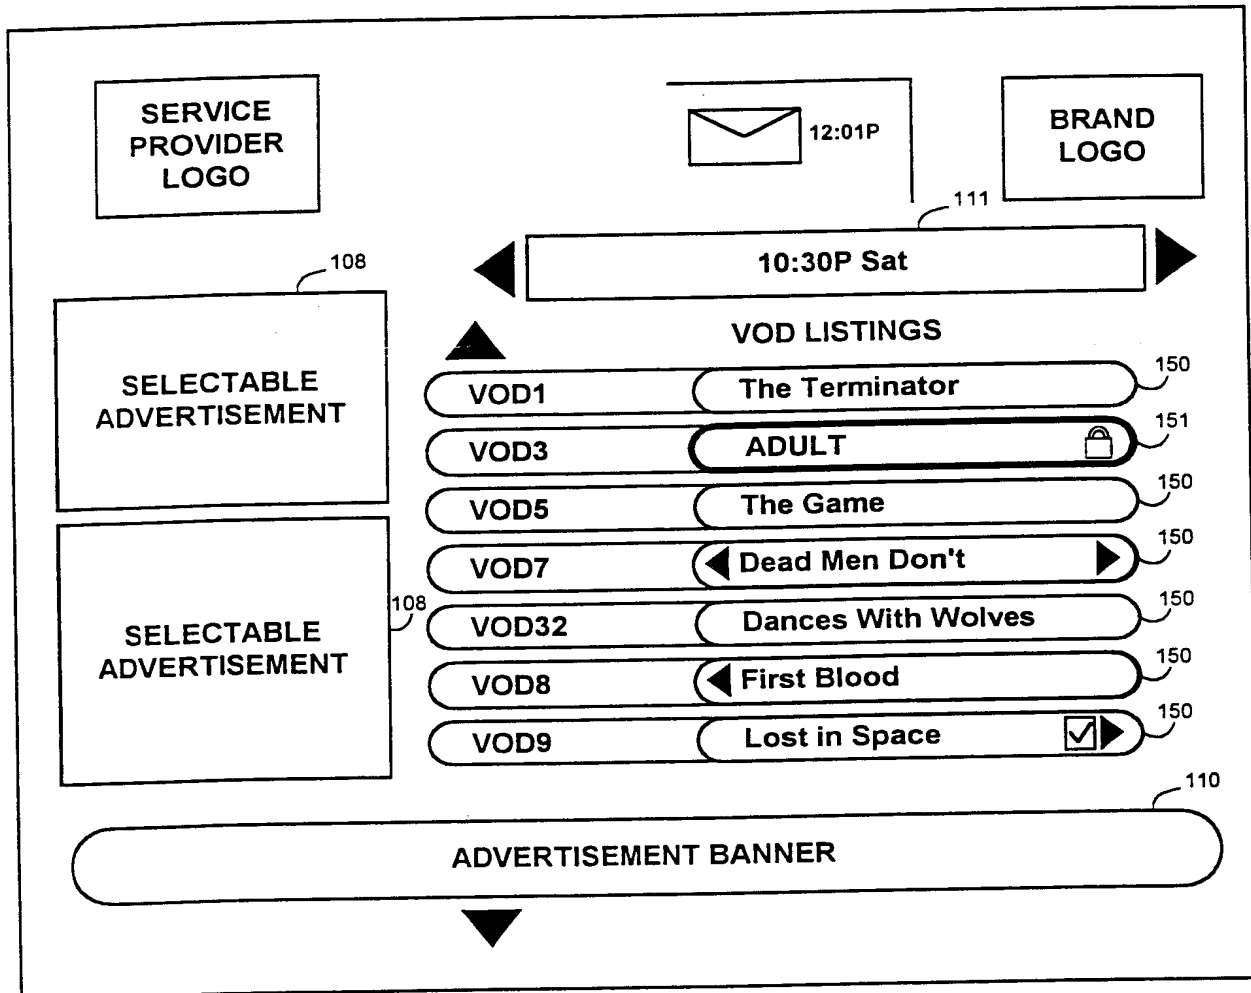 SERVICE
PROVIDER
LOGO
12:01P
BRAND
LOGO
111
10:30P Sat
108
SELECTABLE
ADVERTISEMENT
VOD LISTINGS
VOD1 The Terminator 150
VOD3 ADULT 151
VOD5 The Game 150
VOD7 Dead Men Don't 150
108
SELECTABLE
ADVERTISEMENT
VOD32 Dances With Wolves 150
VOD8 First Blood 150
VOD9 Lost in Space 150
110
ADVERTISEMENT BANNER